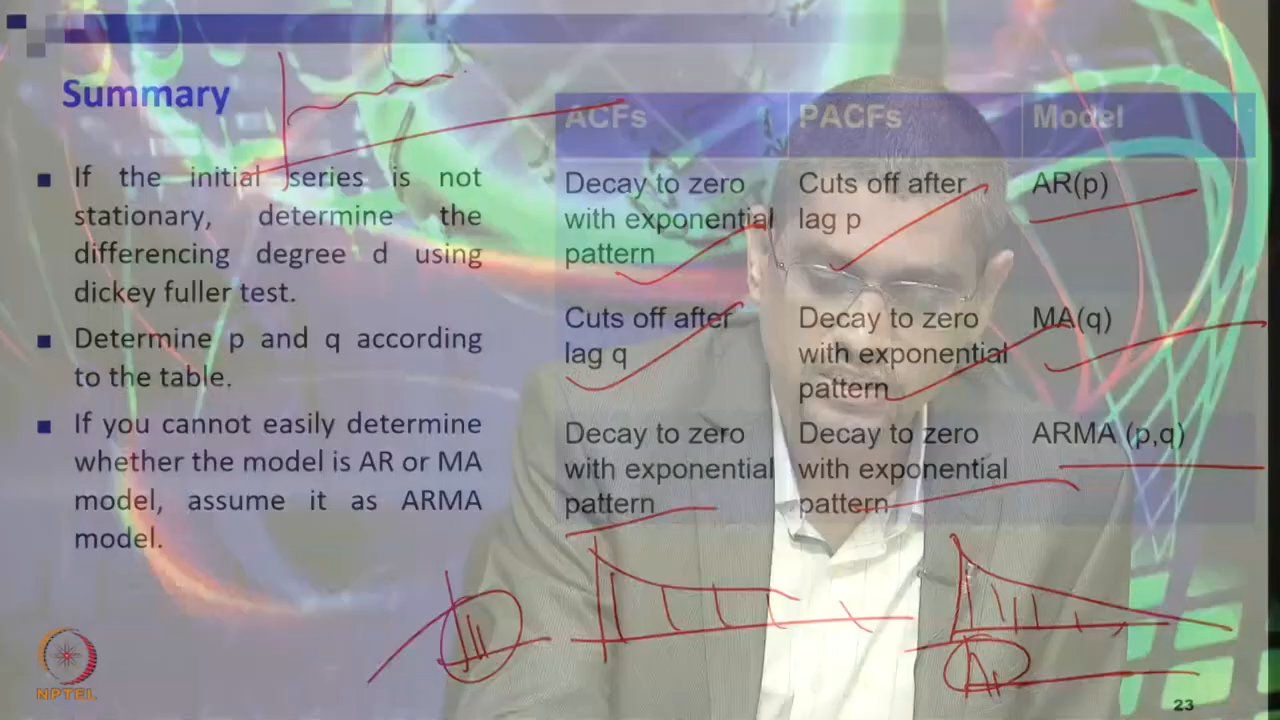 Summary
If the initial series is not
stationary, determine the
differencing degree d using
dickey fuller test.
Determine p and q according
to the table.
If you cannot easily determine
whether the model is AR or MA
model, assume it as ARMA
model.
ACFs PACFs Model
Decay to zero
with exponential
pattern
Cuts off after
lag p
AR(p)
Cuts off after
lag q
Decay to zero
with exponential
pattern
MA(q)
Decay to zero
with exponential
pattern
Decay to zero
with exponential
pattern
ARMA (p,q)
NPTEL
23